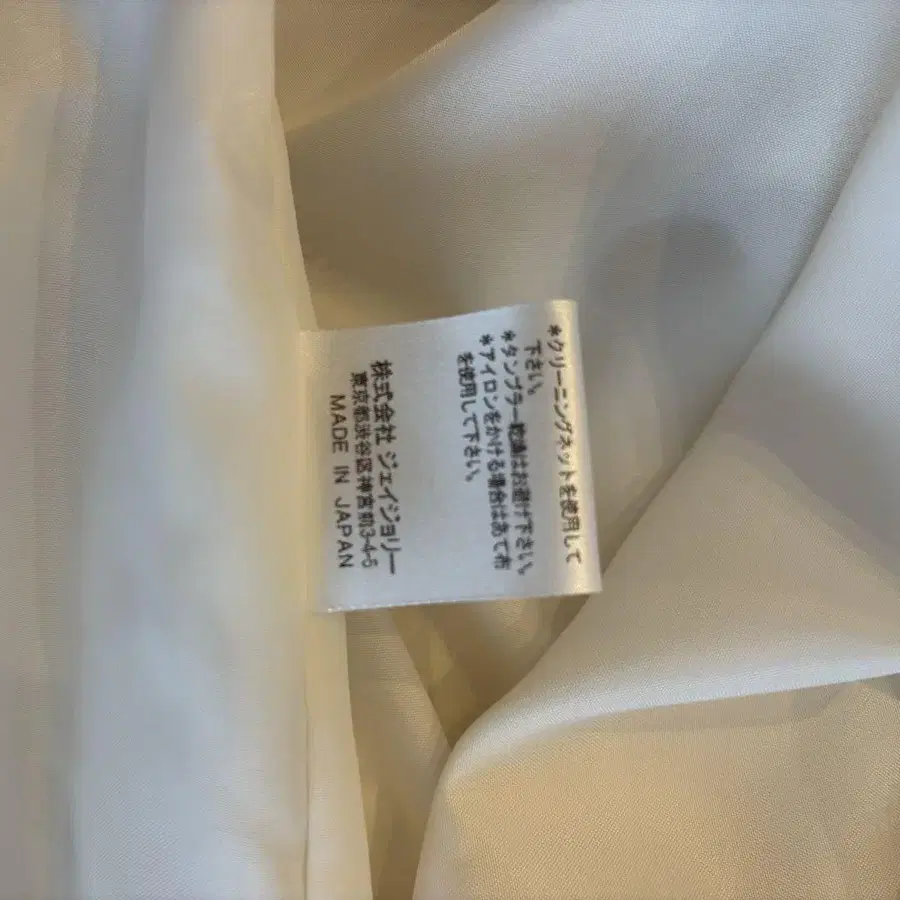 *クリーニングネットを使用して
下さい。
*タンブラー乾燥はお避け下さい。
*アイロンをかける場合はあて布
を使用して下さい。
株式会社 ジェイジョリー
東京都渋谷区神宮前3-4-5
MADE IN JAPAN